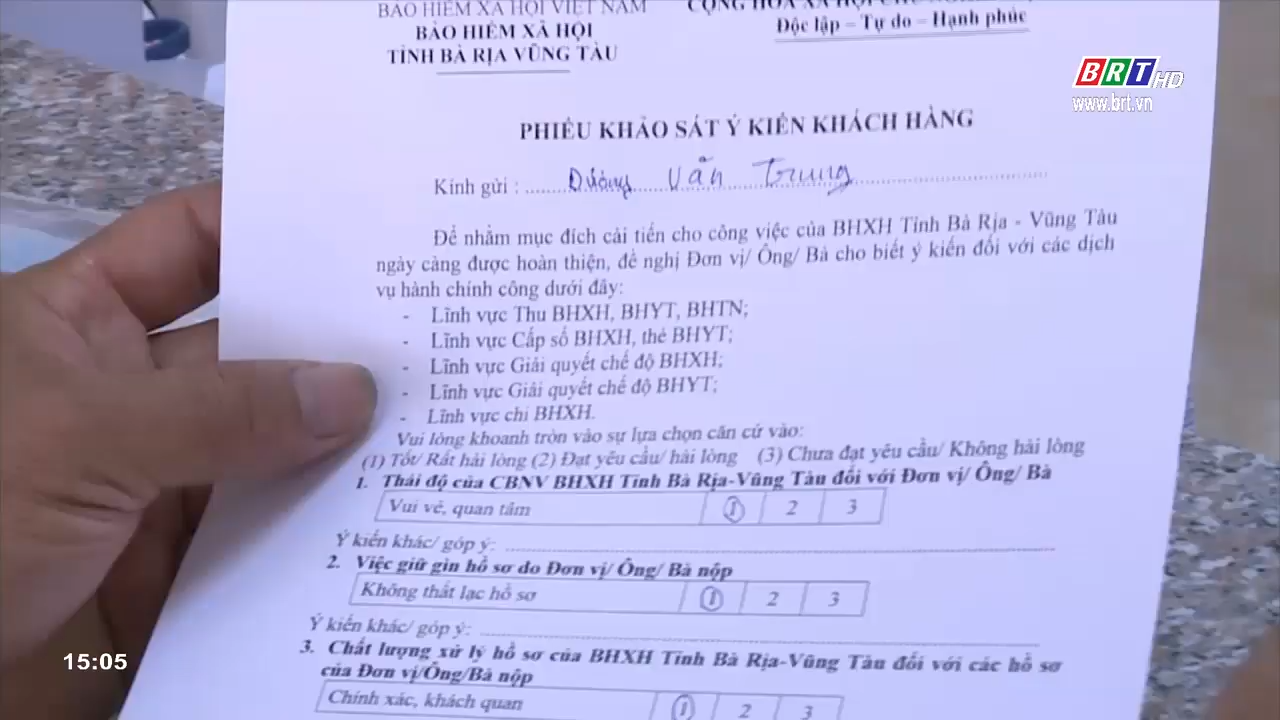 BẢO HIỂM XÃ HỘI VIỆT NAM
CỘNG HÒA XÃ HỘI CHỦ
BẢO HIỂM XÃ HỘI
Độc lập – Tự do – Hạnh phúc
TỈNH BÀ RỊA VŨNG TÀU
BRT HD
www.brt.vn
PHIẾU KHẢO SÁT Ý KIẾN KHÁCH HÀNG
Kính gửi : Dương Văn Trung
Để nhằm mục đích cải tiến cho công việc của BHXH Tỉnh Bà Rịa - Vũng Tàu
ngày càng được hoàn thiện, đề nghị Đơn vị/ Ông/ Bà cho biết ý kiến đối với các dịch
vụ hành chính công dưới đây:
- Lĩnh vực Thu BHXH, BHYT, BHTN;
- Lĩnh vực Cấp sổ BHXH, thẻ BHYT;
- Lĩnh vực Giải quyết chế độ BHXH;
- Lĩnh vực Giải quyết chế độ BHYT;
- Lĩnh vực chi BHXH.
Vui lòng khoanh tròn vào sự lựa chọn căn cứ vào:
(1) Tốt/ Rất hài lòng (2) Đạt yêu cầu/ hài lòng (3) Chưa đạt yêu cầu/ Không hài lòng
1. Thái độ của CBNV BHXH Tỉnh Bà Rịa-Vũng Tàu đối với Đơn vị/ Ông/ Bà
Vui vẻ, quan tâm 1 2 3
Ý kiến khác/ góp ý:
2. Việc giữ gìn hồ sơ do Đơn vị/ Ông/ Bà nộp
Không thất lạc hồ sơ 1 2 3
Ý kiến khác/ góp ý:
3. Chất lượng xử lý hồ sơ của BHXH Tỉnh Bà Rịa-Vũng Tàu đối với các hồ sơ
của Đơn vị/Ông/Bà nộp
Chính xác, khách quan 1 2 3
15:05